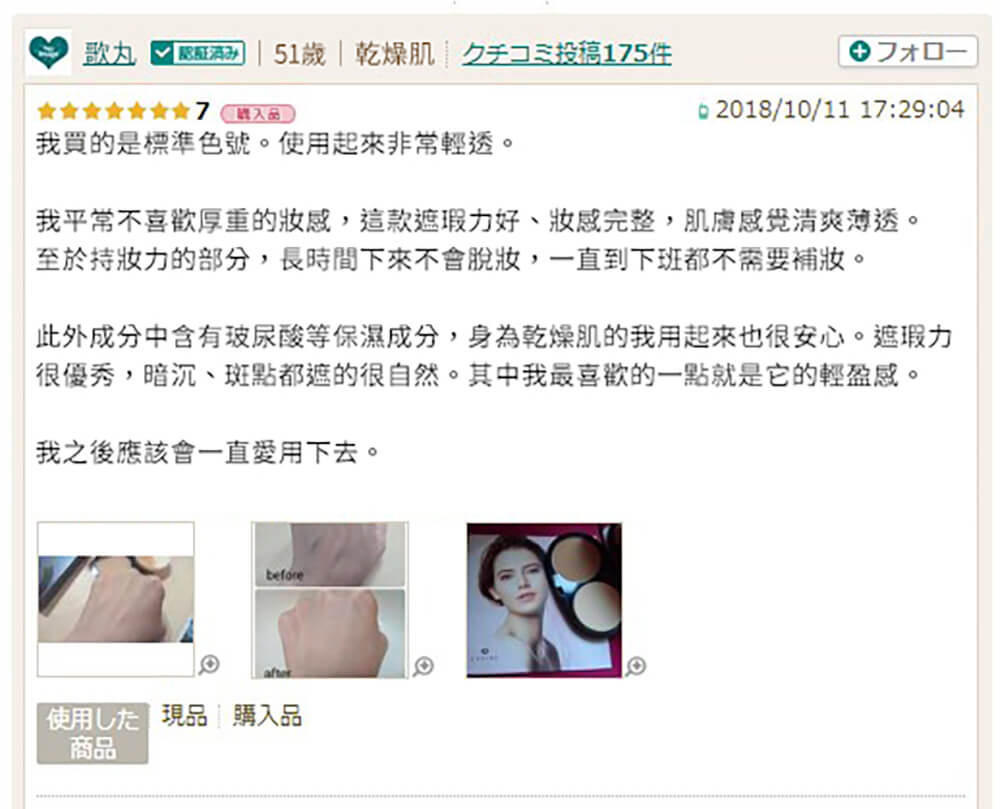 歌丸 認証済み 51歲 乾燥肌 クチコミ投稿175件 フォロー
7 購入品 2018/10/11 17:29:04
我買的是標準色號。使用起來非常輕透。
我平常不喜歡厚重的妝感，這款遮瑕力好、妝感完整，肌膚感覺清爽薄透。
至於持妝力的部分，長時間下來不會脫妝，一直到下班都不需要補妝。
此外成分中含有玻尿酸等保濕成分，身為乾燥肌的我用起來也很安心。遮瑕力
很優秀，暗沉、斑點都遮的很自然。其中我最喜歡的一點就是它的輕盈感。
我之後應該會一直愛用下去。
before
after
使用した
商品
現品 購入品